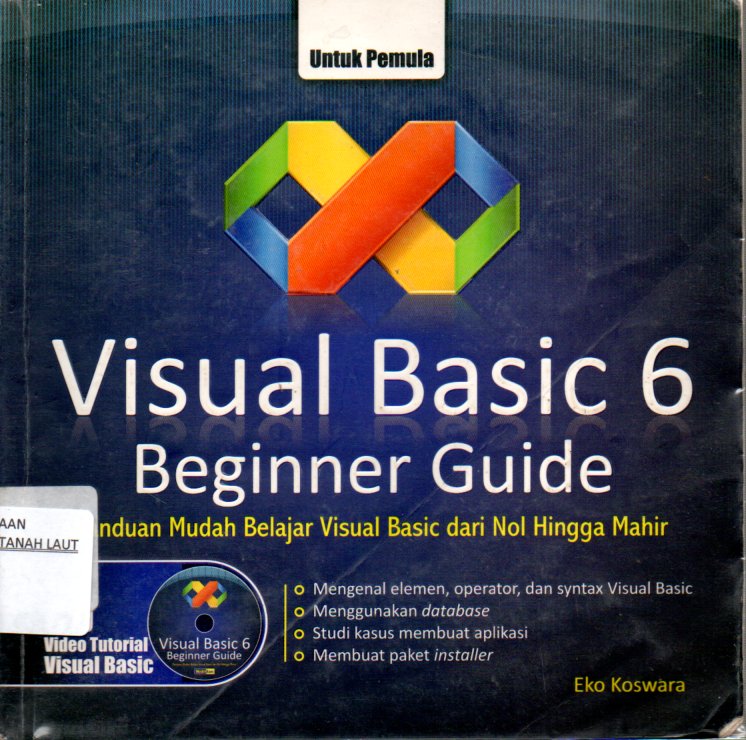 Untuk Pemula
Visual Basic 6
Beginner Guide
AAN
TANAH LAUT
nduan Mudah Belajar Visual Basic dari Nol Hingga Mahir
Mengenal elemen, operator, dan syntax Visual Basic
Menggunakan database
Studi kasus membuat aplikasi
Membuat paket installer
Video Tutorial
Visual Basic
Visual Basic 6
Beginner Guide
Eko Koswara